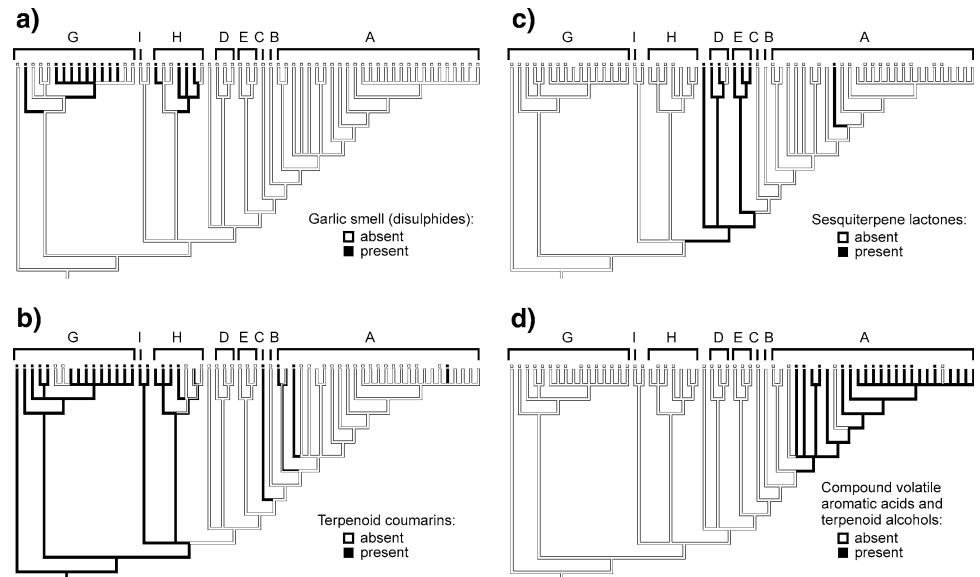 a)
G I H D E C B A
Garlic smell (disulphides):
absent
present
c)
G I H D E C B A
Sesquiterpene lactones:
absent
present
b)
G I H D E C B A
Terpenoid coumarins:
absent
present
d)
G I H D E C B A
Compound volatile
aromatic acids and
terpenoid alcohols:
absent
present